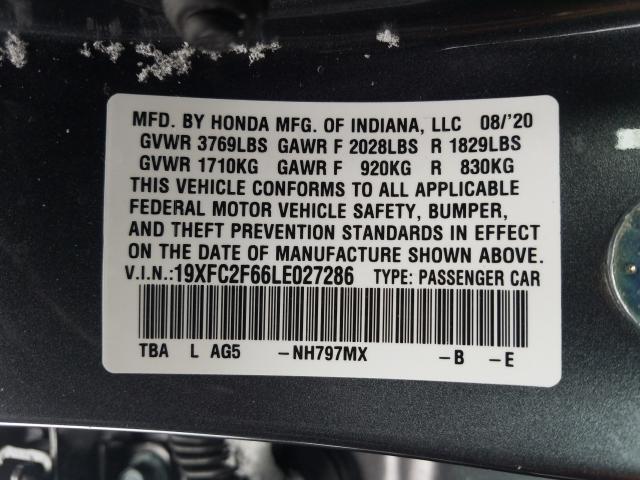 MFD. BY HONDA MFG. OF INDIANA, LLC 08/'20
GVWR 3769LBS GAWR F 2028LBS R 1829LBS
GVWR 1710KG GAWR F 920KG R 830KG
THIS VEHICLE CONFORMS TO ALL APPLICABLE
FEDERAL MOTOR VEHICLE SAFETY, BUMPER,
AND THEFT PREVENTION STANDARDS IN EFFECT
ON THE DATE OF MANUFACTURE SHOWN ABOVE.
V.I.N.:19XFC2F66LE027286 TYPE: PASSENGER CAR
TBA L AG5 -NH797MX -B -E